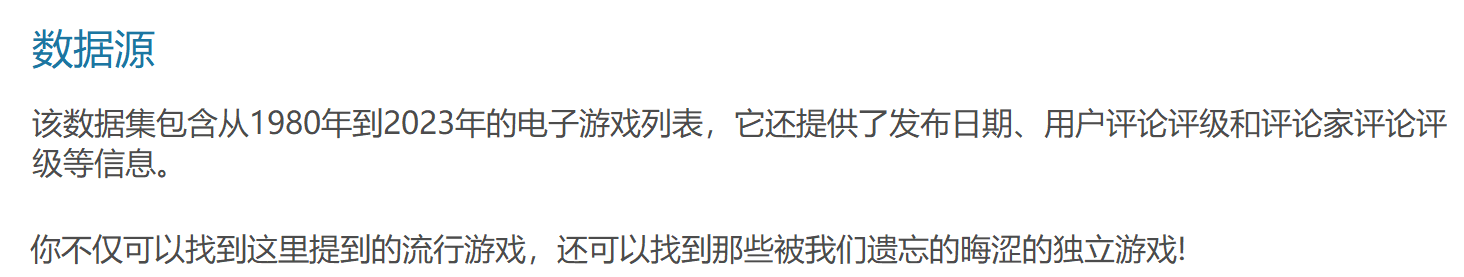 数据源
该数据集包含从1980年到2023年的电子游戏列表，它还提供了发布日期、用户评论评级和评论家评论评
级等信息。
你不仅可以找到这里提到的流行游戏，还可以找到那些被我们遗忘的晦涩的独立游戏!